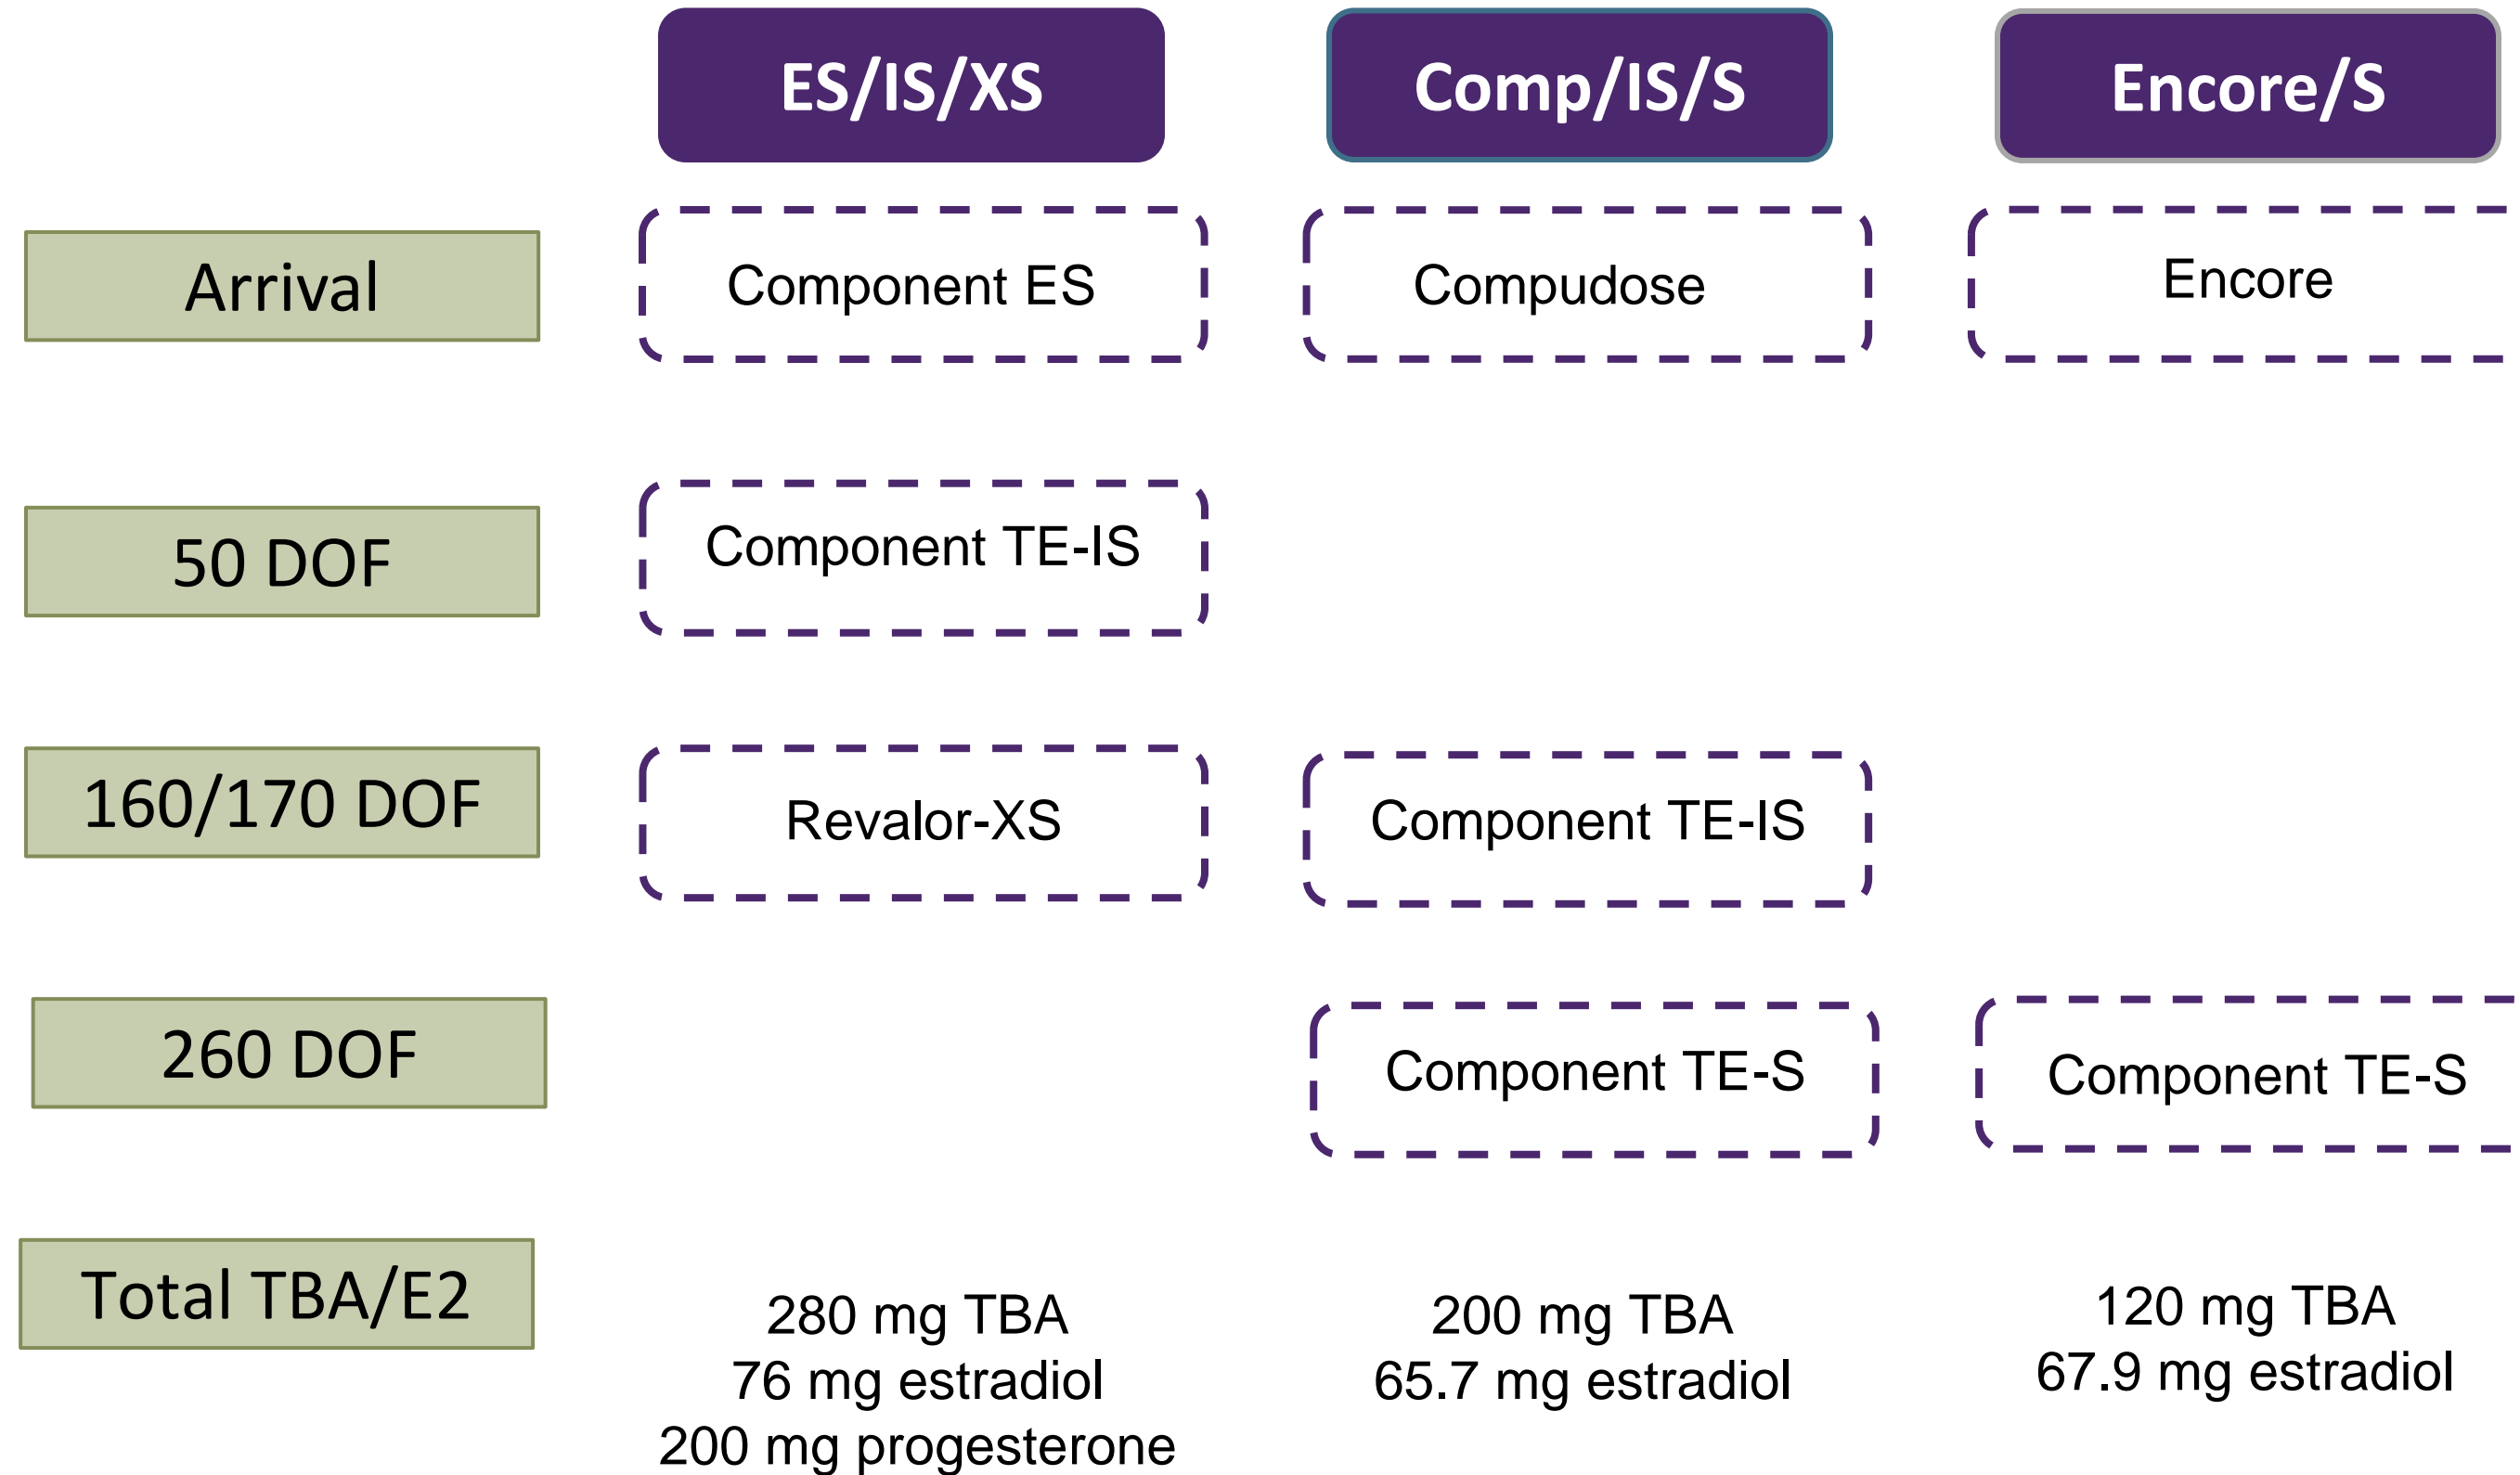 ES/IS/XS
Comp/IS/S
Encore/S
Arrival
Component ES
Compudose
Encore
50 DOF
Component TE-IS
160/170 DOF
Revalor-XS
Component TE-IS
260 DOF
Component TE-S
Component TE-S
Total TBA/E2
280 mg TBA
76 mg estradiol
200 mg progesterone
200 mg TBA
65.7 mg estradiol
120 mg TBA
67.9 mg estradiol